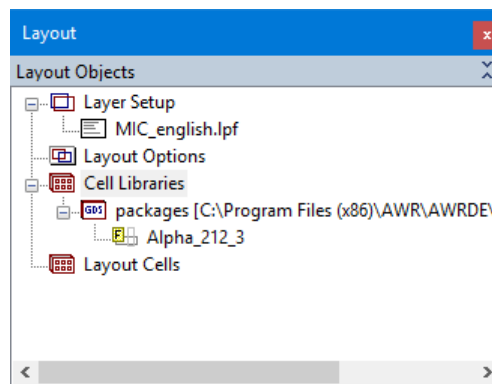 Layout
x
Layout Objects
Layer Setup
MIC_english.lpf
Layout Options
Cell Libraries
GDS packages [C:\Program Files (x86)\AWR\AWRDE\
F Alpha_212_3
Layout Cells